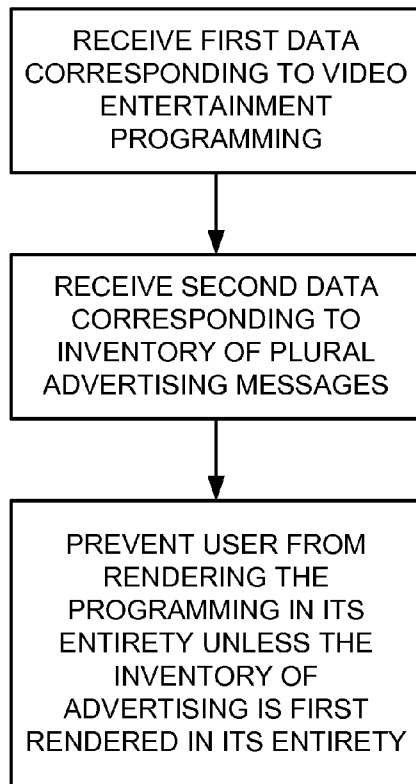 RECEIVE FIRST DATA
CORRESPONDING TO VIDEO
ENTERTAINMENT
PROGRAMMING
RECEIVE SECOND DATA
CORRESPONDING TO
INVENTORY OF PLURAL
ADVERTISING MESSAGES
PREVENT USER FROM
RENDERING THE
PROGRAMMING IN ITS
ENTIRETY UNLESS THE
INVENTORY OF
ADVERTISING IS FIRST
RENDERED IN ITS ENTIRETY